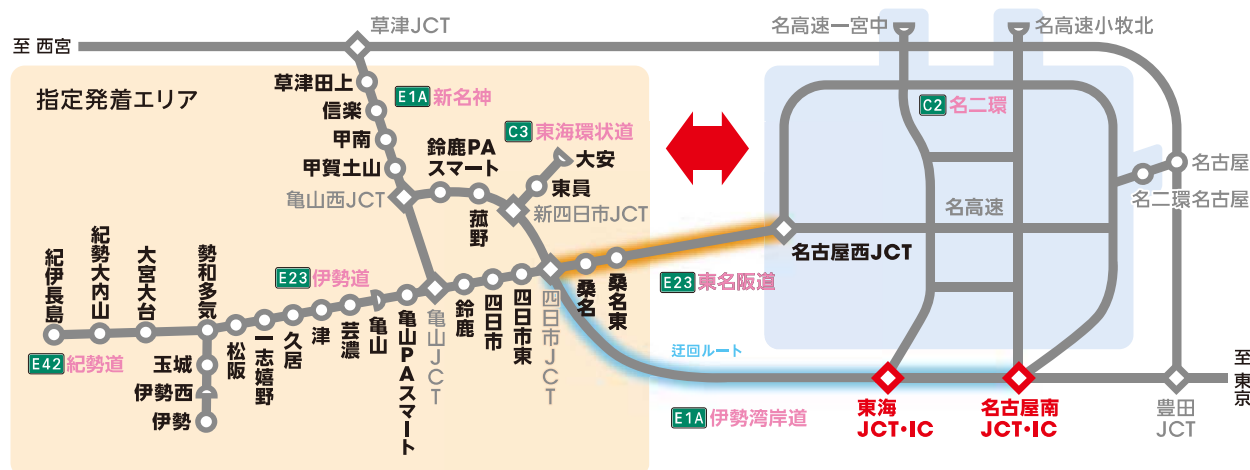 草津JCT
名高速一宮中
名高速小牧北
至 西宮
指定発着エリア
草津田上
E1A 新名神
信楽
甲南
甲賀土山
鈴鹿PA
スマート
C3 東海環状道
大安
東員
亀山西JCT
菰野
新四日市JCT
C2 名二環
名古屋
名二環名古屋
名高速
名古屋西JCT
紀伊長島
紀勢大内山
大宮大台
勢和多気
E23 伊勢道
E23 東名阪道
桑名
桑名東
E42 紀勢道
玉城
伊勢西
伊勢
松阪
一志嬉野
久居
津
芸濃
亀山
亀山PAスマート
亀山JCT
鈴鹿
四日市
四日市東
四日市JCT
迂回ルート
E1A 伊勢湾岸道
東海
JCT・IC
名古屋南
JCT・IC
豊田
JCT
至 東京